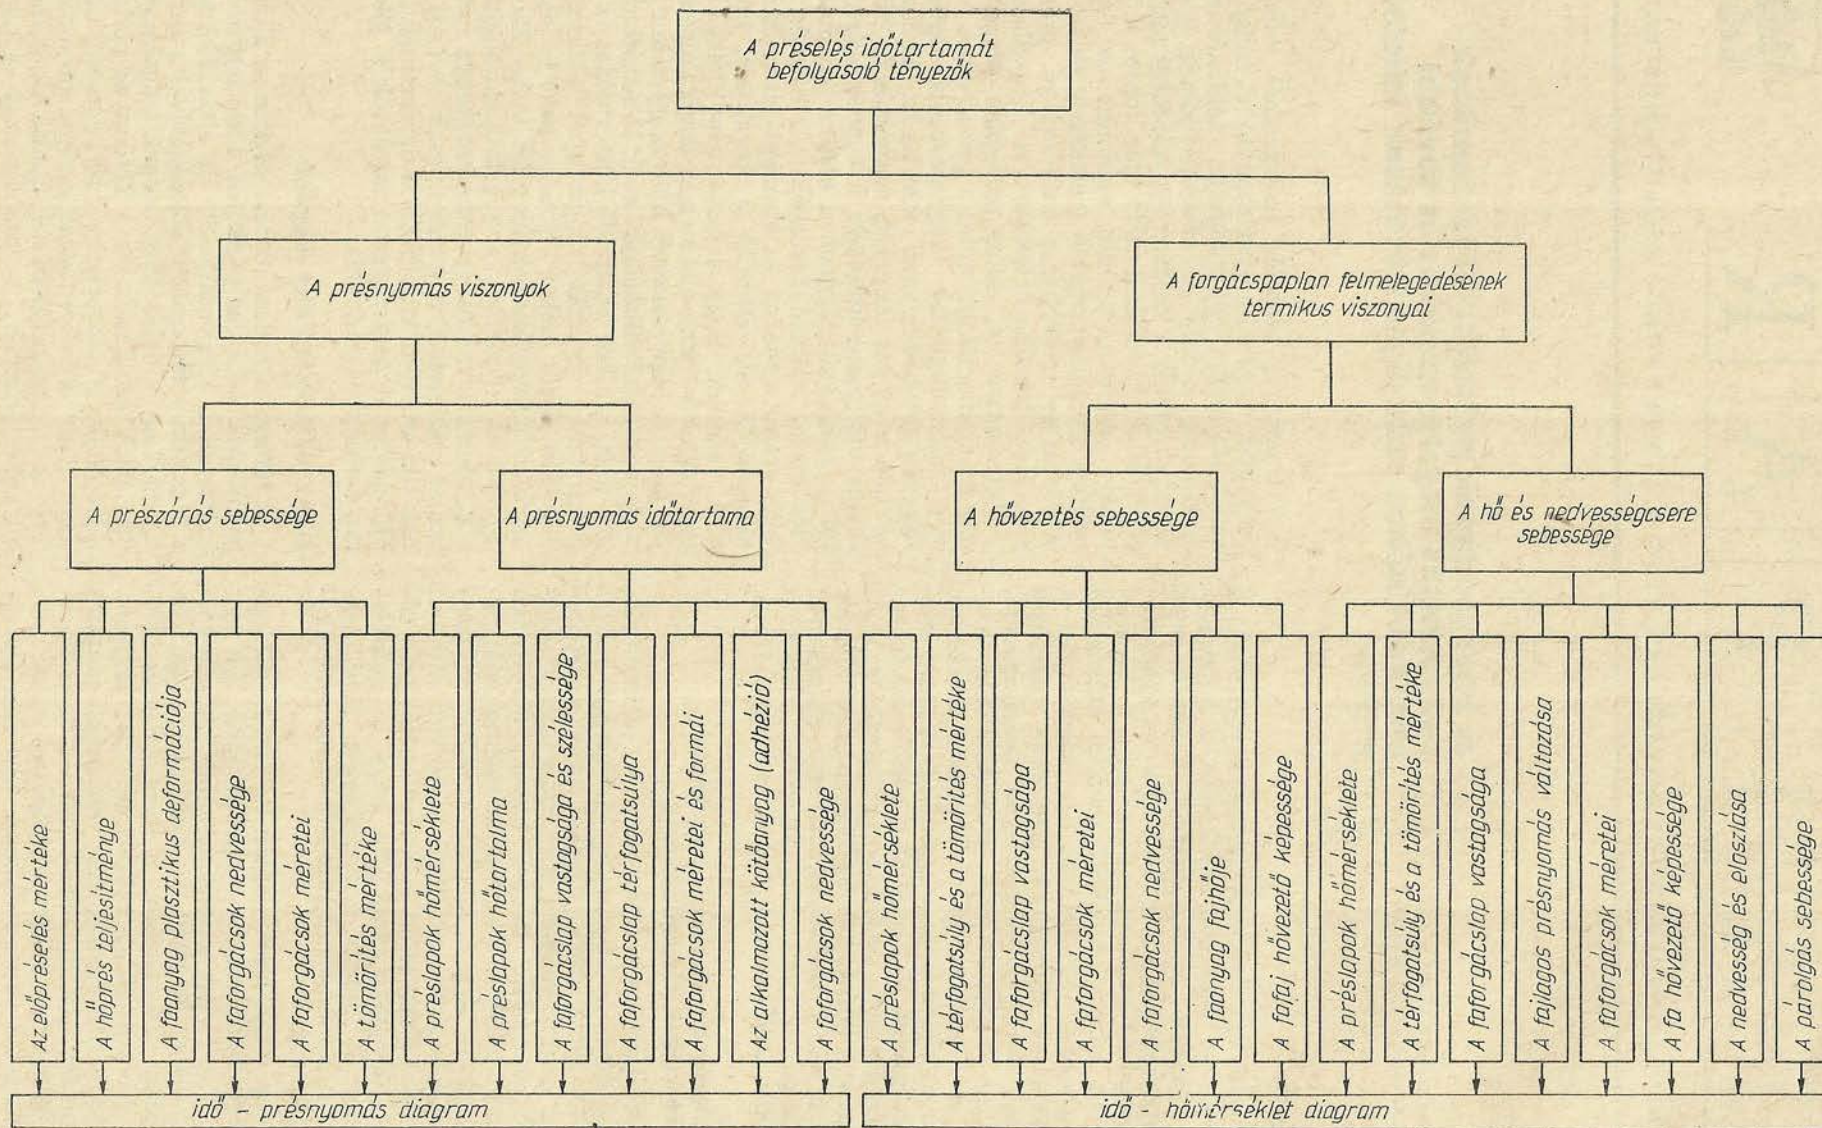 A préselés időtartamát
befolyásoló tényezők
A présnyomás viszonyok
A forgácspaplan felmelegedésének
termikus viszonyai
A prészárás sebessége
A présnyomás időtartama
A hővezetés sebessége
A hő és nedvességcsere
sebessége
Az előpréselés mértéke
A hőprés teljesítménye
A faanyag plasztikus deformációja
A faforgácsok nedvessége
A faforgácsok méretei
A tömörítés mértéke
A préslapok hőmérséklete
A préslapok hőtartalma
A faforgácslap vastagsága és szélessége
A faforgácslap térfogatsúlya
A faforgácsok méretei és formái
Az alkalmazott kötőanyag (adhézió)
A faforgácsok nedvessége
A préslapok hőmérséklete
A térfogatsúly és a tömörítés mértéke
A faforgácslap vastagsága
A faforgácsok méretei
A faforgácsok nedvessége
A faanyag fajhője
A fafaj hővezető képessége
A préslapok hőmérséklete
A térfogatsúly és a tömörítés mértéke
A faforgácslap vastagsága
A fajlagos présnyomás változása
A faforgácsok méretei
A fa hővezető képessége
A nedvesség és eloszlása
A párolgás sebessége
idő - présnyomás diagram
idő - hőmérséklet diagram